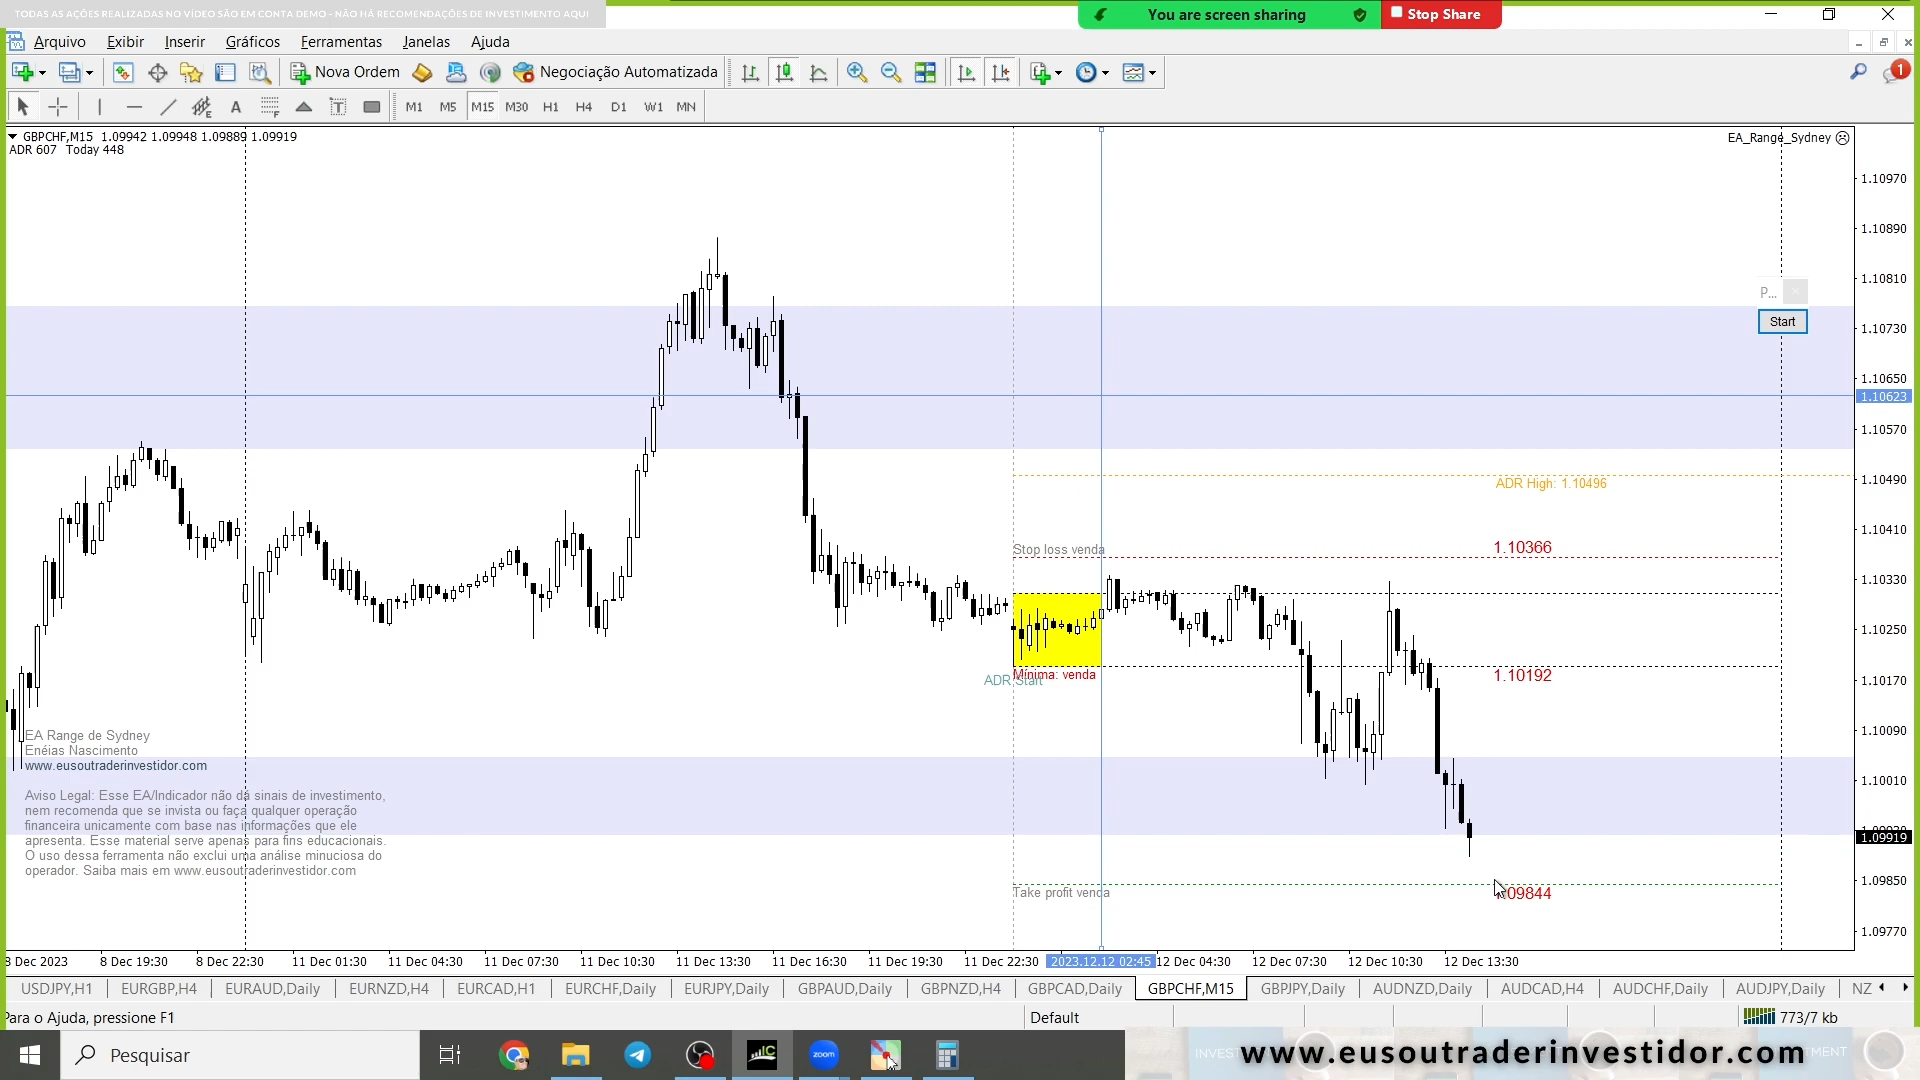 TODAS AS AÇÕES REALIZADAS NO VÍDEO SÃO EM CONTA DEMO - NÃO HÁ RECOMENDAÇÕES DE INVESTIMENTO AQUI
You are screen sharing
Stop Share
Arquivo Exibir Inserir Gráficos Ferramentas Janelas Ajuda
Nova Ordem Negociação Automatizada
1
A M1 M5 M15 M30 H1 H4 D1 W1 MN
GBPCHF,M15 1.09942 1.09948 1.09889 1.09919
ADR 607 Today 448
EA_Range_Sydney
P...
Start
1.10970
1.10890
1.10810
1.10730
1.10650
1.10623
1.10570
1.10490
1.10410
1.10330
1.10250
1.10170
1.10090
1.10010
1.09919
1.09850
1.09770
ADR High: 1.10496
Stop loss venda
1.10366
Mínima: venda
ADR Start
1.10192
Take profit venda
1.09844
EA Range de Sydney
Enéias Nascimento
www.eusoutraderinvestidor.com
Aviso Legal: Esse EA/Indicador não dá sinais de investimento,
nem recomenda que se invista ou faça qualquer operação
financeira unicamente com base nas informações que ele
apresenta. Esse material serve apenas para fins educacionais.
O uso dessa ferramenta não exclui uma análise minuciosa do
operador. Saiba mais em www.eusoutraderinvestidor.com
8 Dec 2023 8 Dec 19:30 8 Dec 22:30 11 Dec 01:30 11 Dec 04:30 11 Dec 07:30 11 Dec 10:30 11 Dec 13:30 11 Dec 16:30 11 Dec 19:30 11 Dec 22:30 2023.12.12 02:45 12 Dec 04:30 12 Dec 07:30 12 Dec 10:30 12 Dec 13:30
USDJPY,H1 EURGBP,H4 EURAUD,Daily EURNZD,H4 EURCAD,H1 EURCHF,Daily EURJPY,Daily GBPAUD,Daily GBPNZD,H4 GBPCAD,Daily GBPCHF,M15 GBPJPY,Daily AUDNZD,Daily AUDCAD,H4 AUDCHF,Daily AUDJPY,Daily NZ
Para o Ajuda, pressione F1
Default
773/7 kb
Pesquisar
IC
zoom
www.eusoutraderinvestidor.com